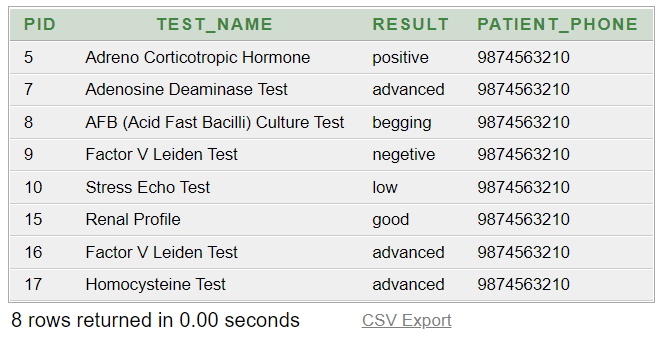 PID TEST_NAME RESULT PATIENT_PHONE
5 Adreno Corticotropic Hormone positive 9874563210
7 Adenosine Deaminase Test advanced 9874563210
8 AFB (Acid Fast Bacilli) Culture Test begging 9874563210
9 Factor V Leiden Test negetive 9874563210
10 Stress Echo Test low 9874563210
15 Renal Profile good 9874563210
16 Factor V Leiden Test advanced 9874563210
17 Homocysteine Test advanced 9874563210
8 rows returned in 0.00 seconds CSV Export